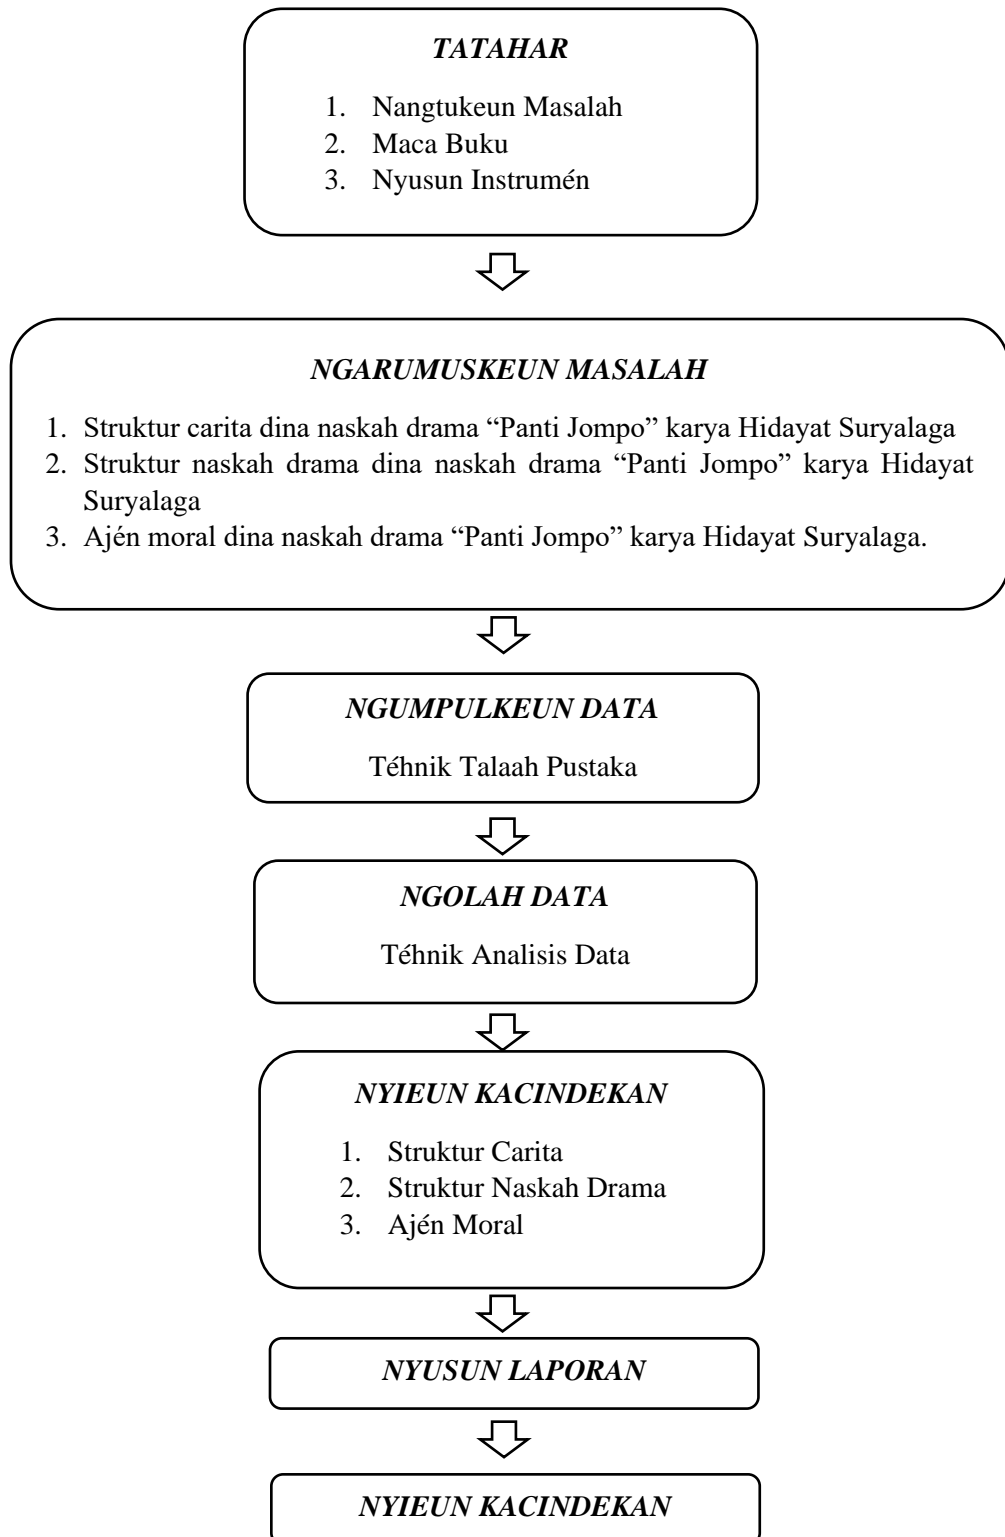 TATAHAR
1. Nangtukeun Masalah
2. Maca Buku
3. Nyusun Instrumén
NGARUMUSKEUN MASALAH
1. Struktur carita dina naskah drama “Panti Jompo” karya Hidayat Suryalaga
2. Struktur naskah drama dina naskah drama “Panti Jompo” karya Hidayat
Suryalaga
3. Ajén moral dina naskah drama “Panti Jompo” karya Hidayat Suryalaga.
NGUMPULKEUN DATA
Téhnik Talaah Pustaka
NGOLAH DATA
Téhnik Analisis Data
NYIEUN KACINDEKAN
1. Struktur Carita
2. Struktur Naskah Drama
3. Ajén Moral
NYUSUN LAPORAN
NYIEUN KACINDEKAN